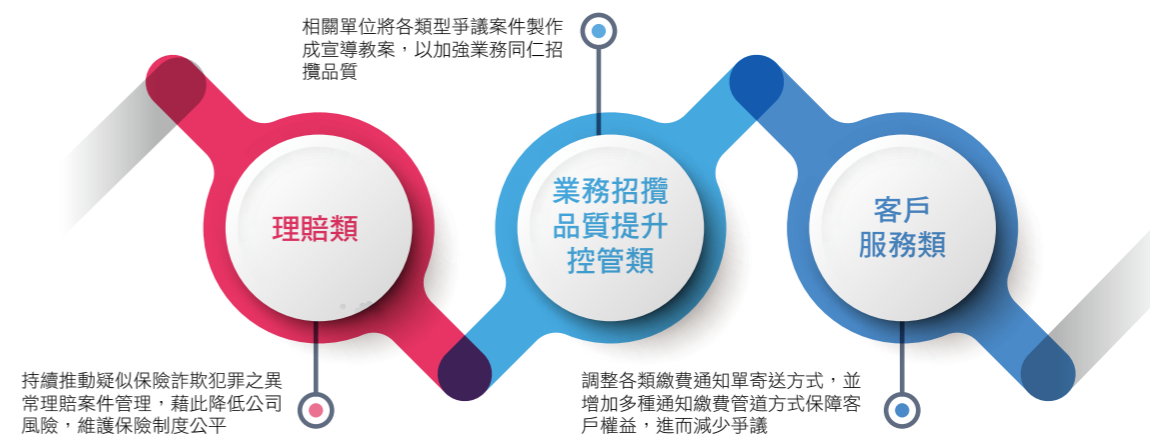 相關單位將各類型爭議案件製作
成宣導教案，以加強業務同仁招
攬品質
理賠類
業務招攬
品質提升
控管類
客戶
服務類
持續推動疑似保險詐欺犯罪之異
常理賠案件管理，藉此降低公司
風險，維護保險制度公平
調整各類繳費通知單寄送方式，並
增加多種通知繳費管道方式保障客
戶權益，進而減少爭議